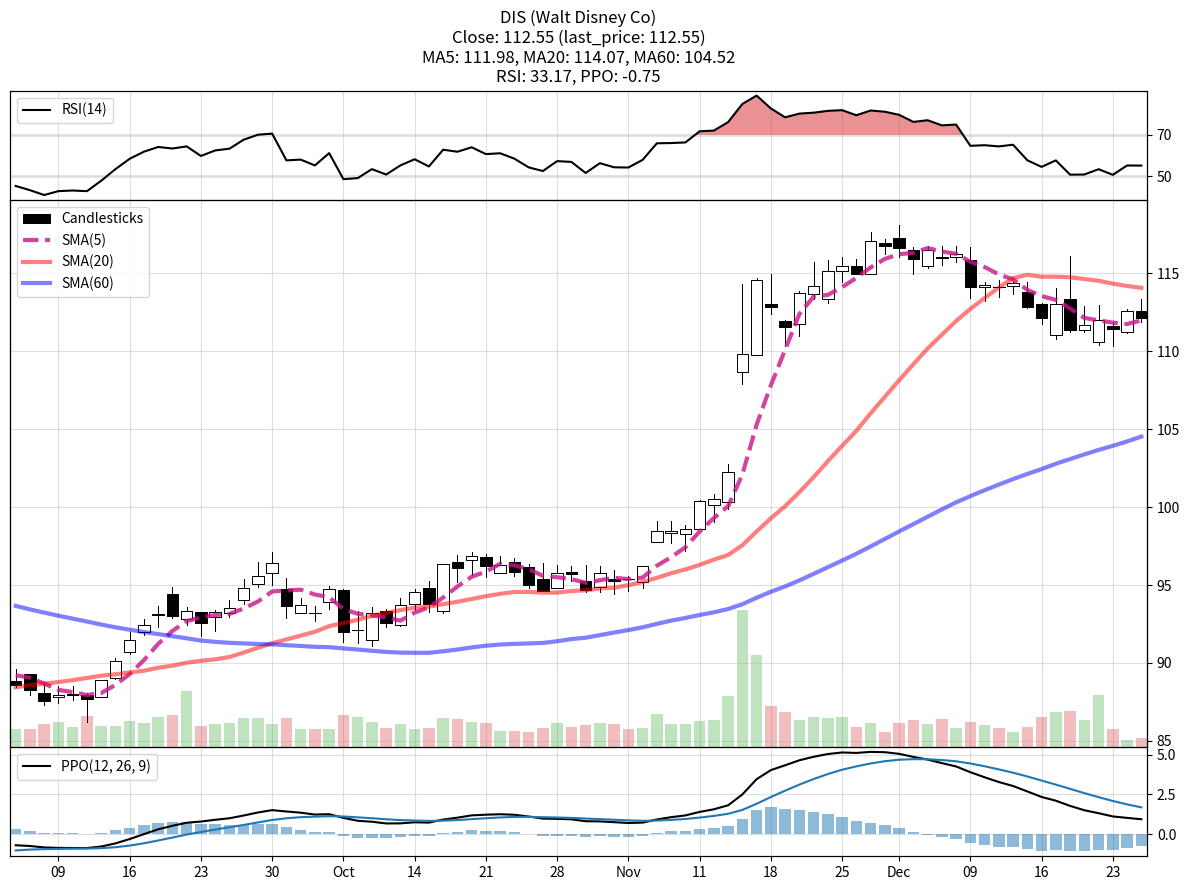 DIS (Walt Disney Co)
Close: 112.55 (last_price: 112.55)
MA5: 111.98, MA20: 114.07, MA60: 104.52
RSI: 33.17, PPO: -0.75
RSI(14)
70
50
Candlesticks
SMA(5)
SMA(20)
SMA(60)
115
110
105
100
95
90
85
PPO(12, 26, 9)
5.0
2.5
0.0
09 16 23 30 Oct 14 21 28 Nov 11 18 25 Dec 09 16 23